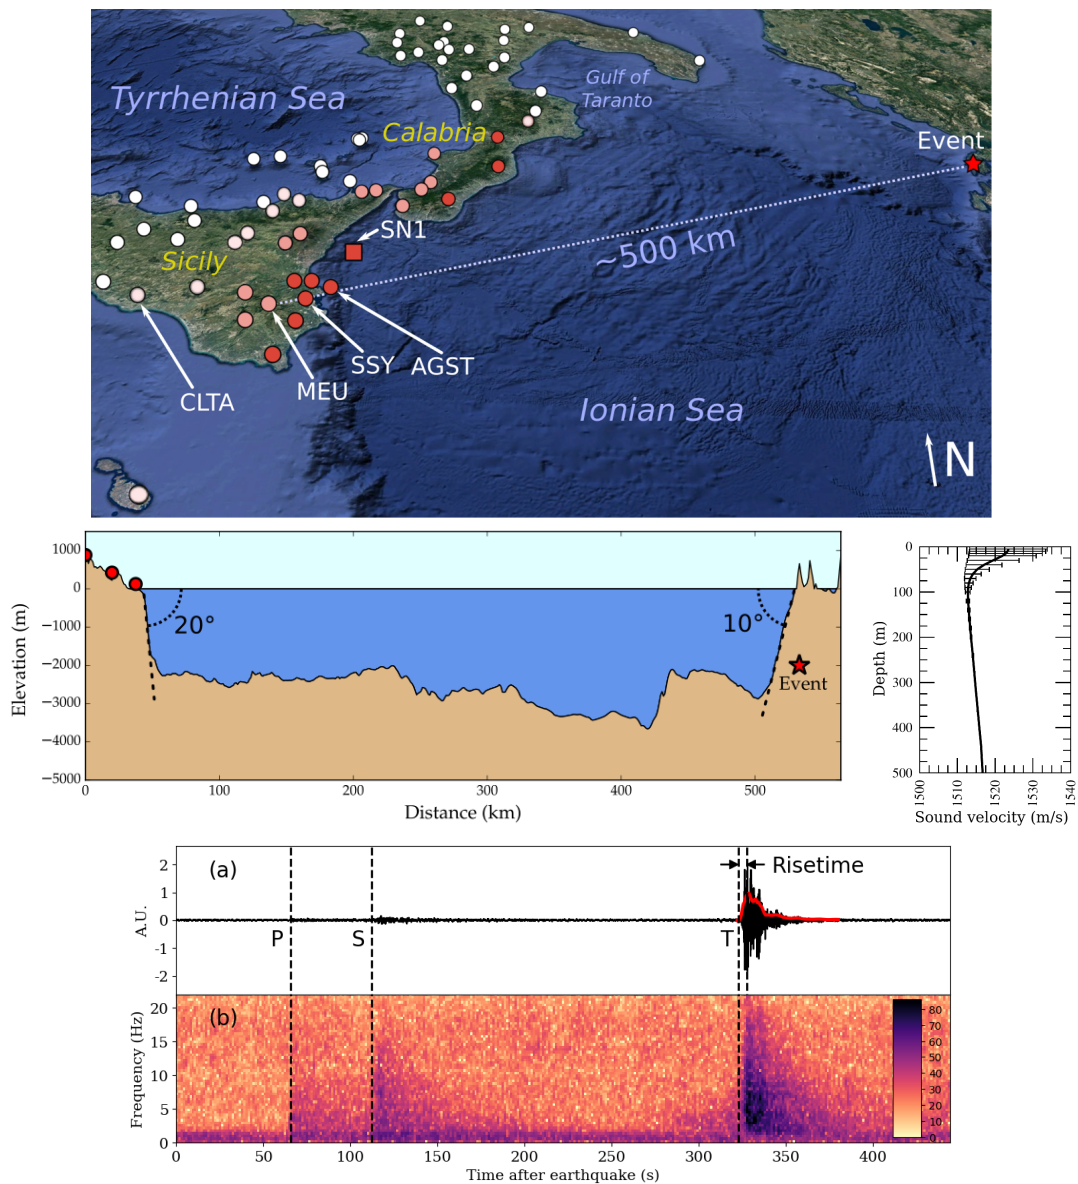 Tyrrhenian Sea
Gulf of
Taranto
Calabria
Event
SN1
~500 km
Sicily
SSY
AGST
MEU
CLTA
Ionian Sea
N
1000
0
−1000
−2000
−3000
−4000
−5000
Elevation (m)
20°
10°
Event
0
100
200
300
400
500
Distance (km)
0
100
200
300
400
500
Depth (m)
1500
1510
1520
1530
1540
Sound velocity (m/s)
(a)
2
1
0
-1
-2
A.U.
P
S
T
Risetime
(b)
20
15
10
5
0
Frequency (Hz)
80
70
60
50
40
30
20
10
0
0
50
100
150
200
250
300
350
400
Time after earthquake (s)